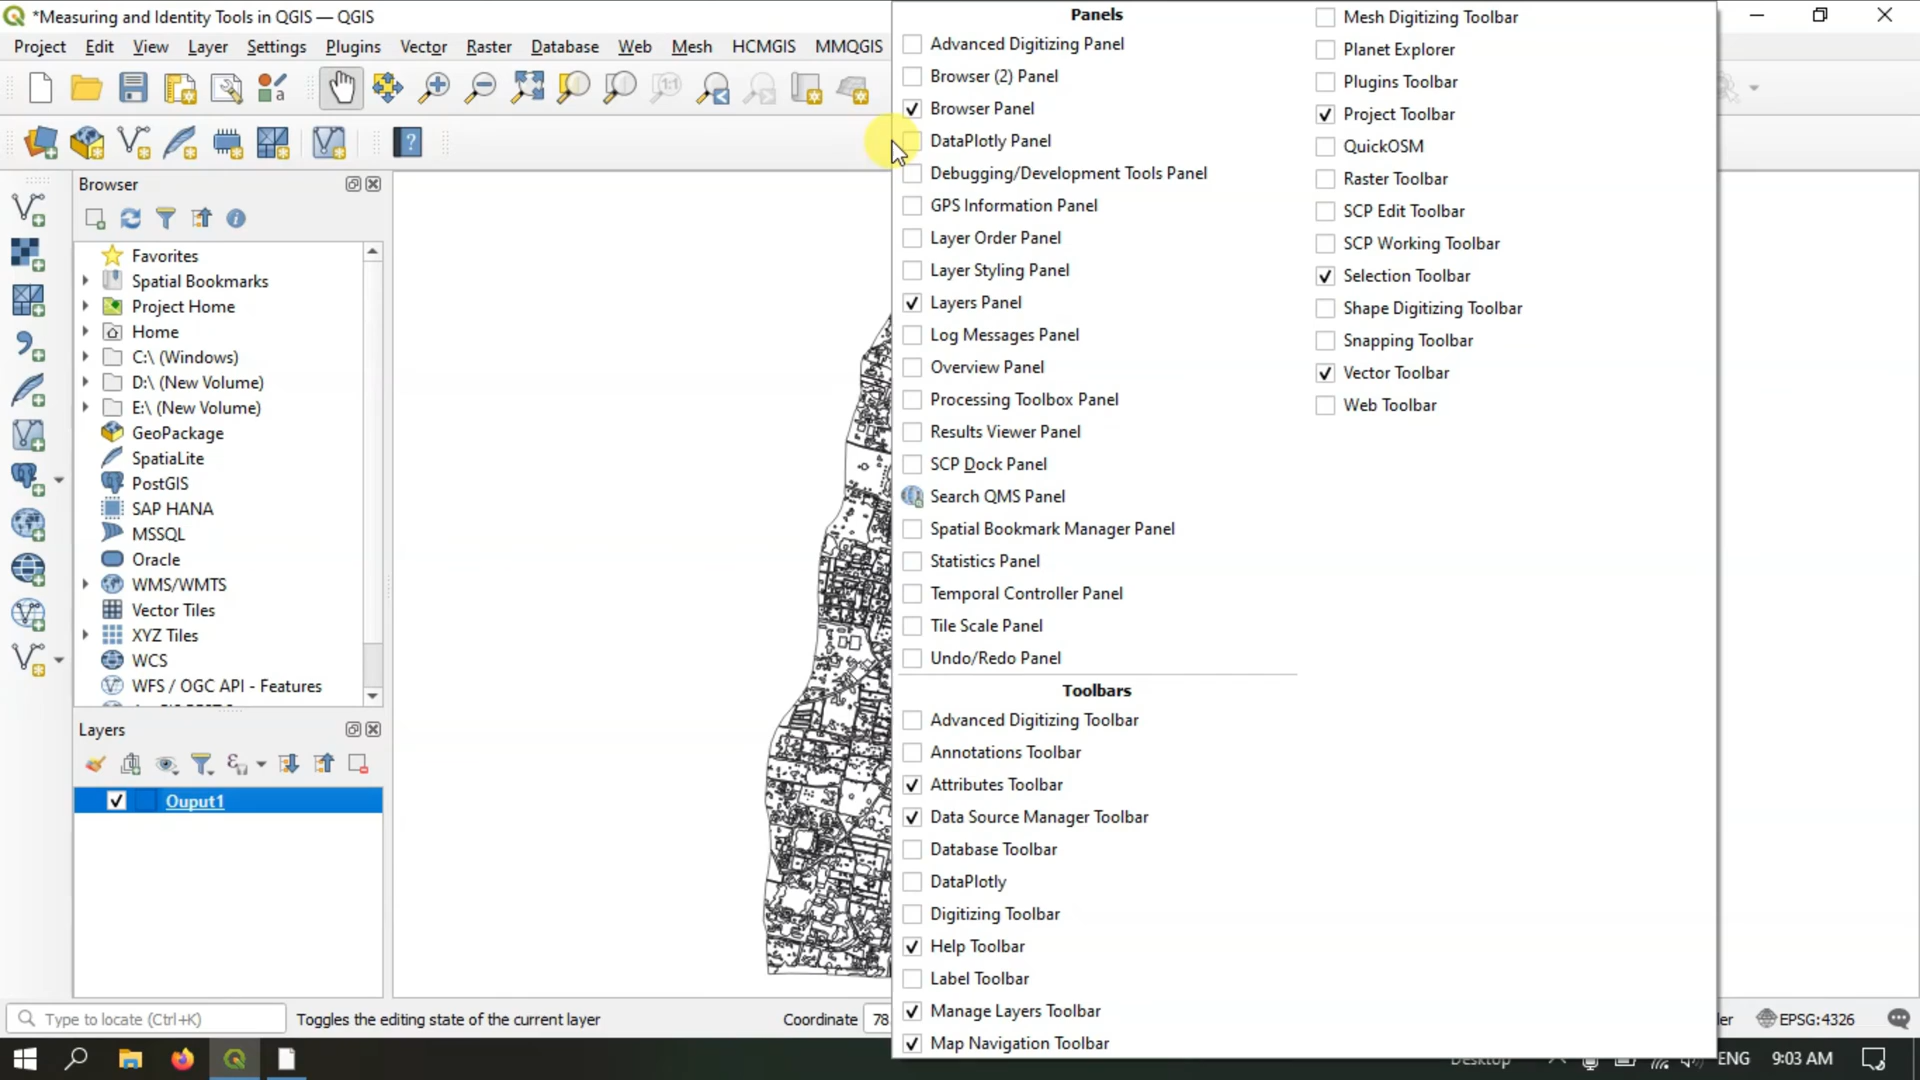 *Measuring and Identity Tools in QGIS — QGIS
Project Edit View Layer Settings Plugins Vector Raster Database Web Mesh HCMGIS MMQGIS
Browser
Favorites
Spatial Bookmarks
Project Home
Home
C:\ (Windows)
D:\ (New Volume)
E:\ (New Volume)
GeoPackage
SpatiaLite
PostGIS
SAP HANA
MSSQL
Oracle
WMS/WMTS
Vector Tiles
XYZ Tiles
WCS
WFS / OGC API - Features
Layers
Ouput1
Panels
Advanced Digitizing Panel
Browser (2) Panel
Browser Panel
DataPlotly Panel
Debugging/Development Tools Panel
GPS Information Panel
Layer Order Panel
Layer Styling Panel
Layers Panel
Log Messages Panel
Overview Panel
Processing Toolbox Panel
Results Viewer Panel
SCP Dock Panel
Search QMS Panel
Spatial Bookmark Manager Panel
Statistics Panel
Temporal Controller Panel
Tile Scale Panel
Undo/Redo Panel
Toolbars
Advanced Digitizing Toolbar
Annotations Toolbar
Attributes Toolbar
Data Source Manager Toolbar
Database Toolbar
DataPlotly
Digitizing Toolbar
Help Toolbar
Label Toolbar
Manage Layers Toolbar
Map Navigation Toolbar
Mesh Digitizing Toolbar
Planet Explorer
Plugins Toolbar
Project Toolbar
QuickOSM
Raster Toolbar
SCP Edit Toolbar
SCP Working Toolbar
Selection Toolbar
Shape Digitizing Toolbar
Snapping Toolbar
Vector Toolbar
Web Toolbar
Type to locate (Ctrl+K) Toggles the editing state of the current layer Coordinate 78 EPSG:4326
Desktop ENG 9:03 AM